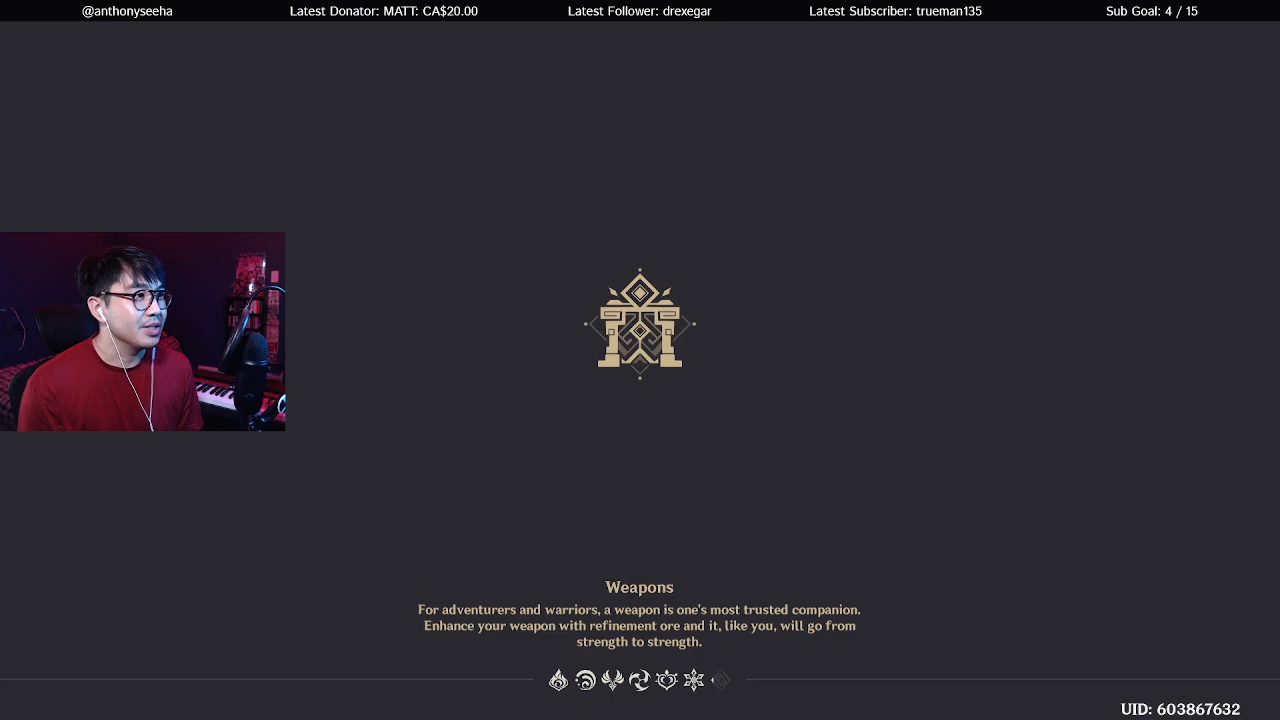 @anthonyseeha
Latest Donator: MATT: CA$20.00
Latest Follower: drexegar
Latest Subscriber: trueman135
Sub Goal: 4 / 15
Weapons
For adventurers and warriors, a weapon is one's most trusted companion.
Enhance your weapon with refinement ore and it, like you, will go from
strength to strength.
UID: 603867632